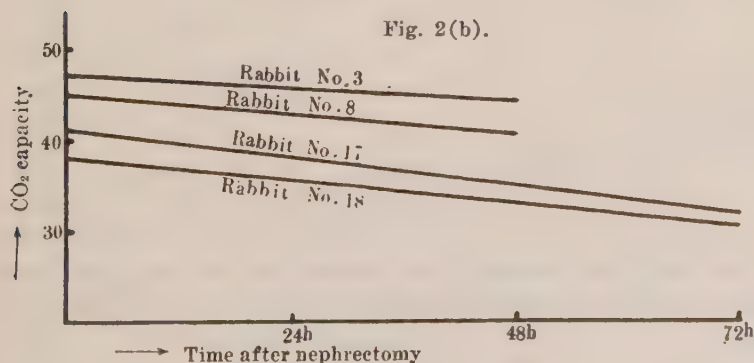 Fig. 2(b).
50
Rabbit No. 3
Rabbit No. 8
40
Rabbit No. 17
Rabbit No. 18
30
→ CO₂ capacity
24h
48h
72h
→ Time after nephrectomy